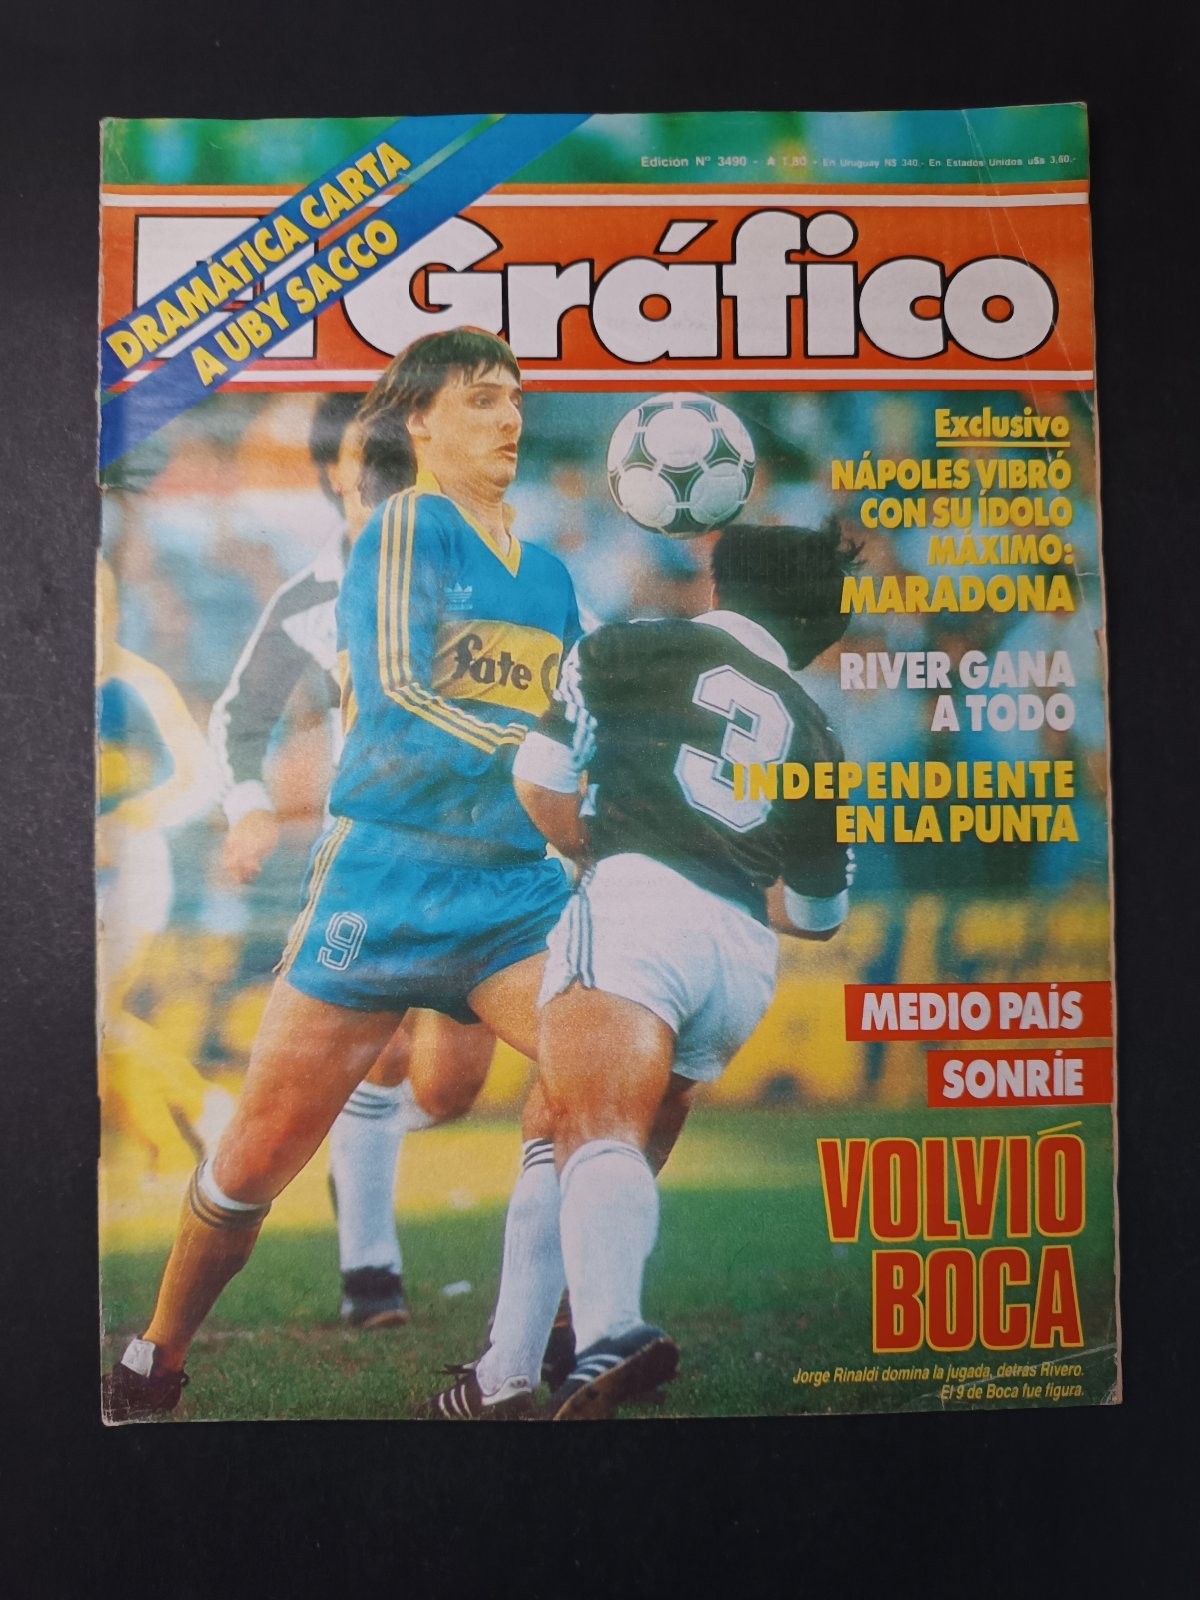 Edición Nº 3490 - A 1,80 - En Uruguay N$ 340.- En Estados Unidos u$s 3,60.-
DRAMÁTICA CARTA
A UBY SACCO
El Gráfico
Exclusivo
NÁPOLES VIBRÓ
CON SU ÍDOLO
MÁXIMO:
MARADONA
RIVER GANA
A TODO
INDEPENDIENTE
EN LA PUNTA
fate
3
9
MEDIO PAÍS
SONRÍE
VOLVIÓ
BOCA
Jorge Rinaldi domina la jugada, detrás Rivero.
El 9 de Boca fue figura.